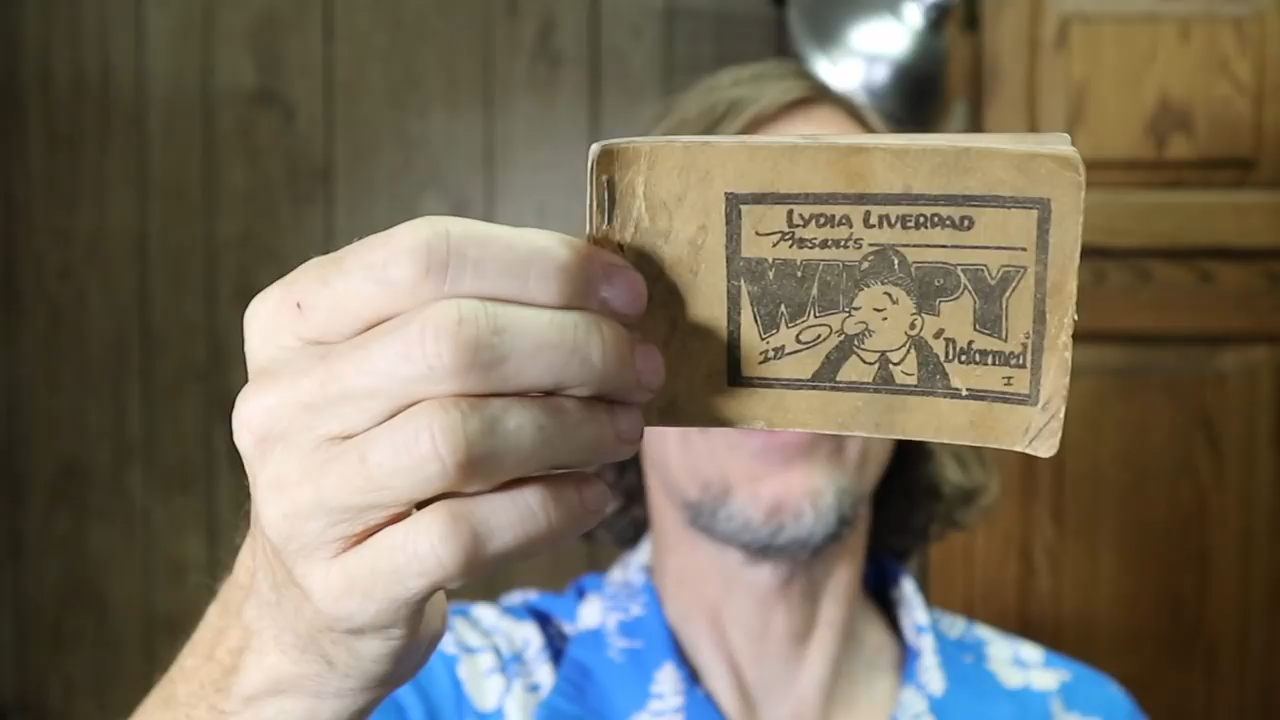 LYDIA LIVERPAD
Presents
WIMPY
in
"Deformed"
I